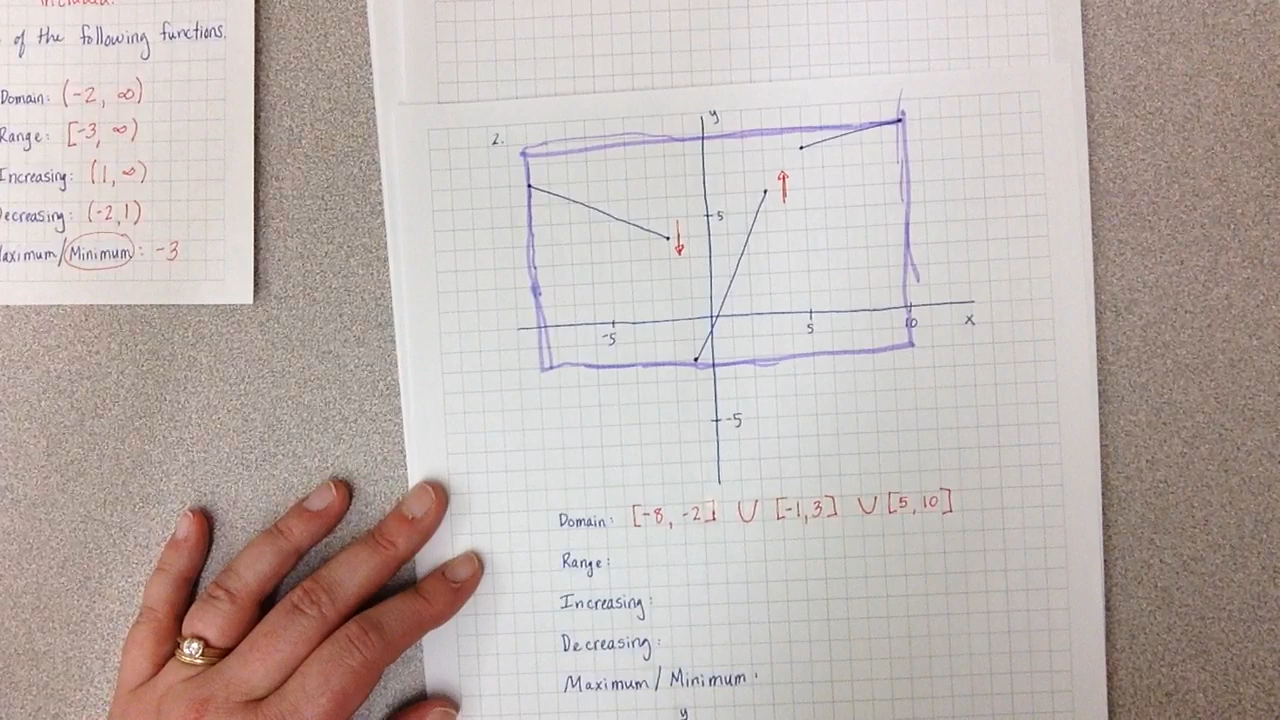 included.
of the following functions.
Domain: (-2, ∞)
Range: [-3, ∞)
Increasing: (1, ∞)
Decreasing: (-2,1)
Maximum/Minimum: -3
2.
y
5
-5
5
10
x
-5
Domain: [-8, -2] ∪ [-1,3] ∪ [5, 10]
Range:
Increasing:
Decreasing:
Maximum / Minimum:
y